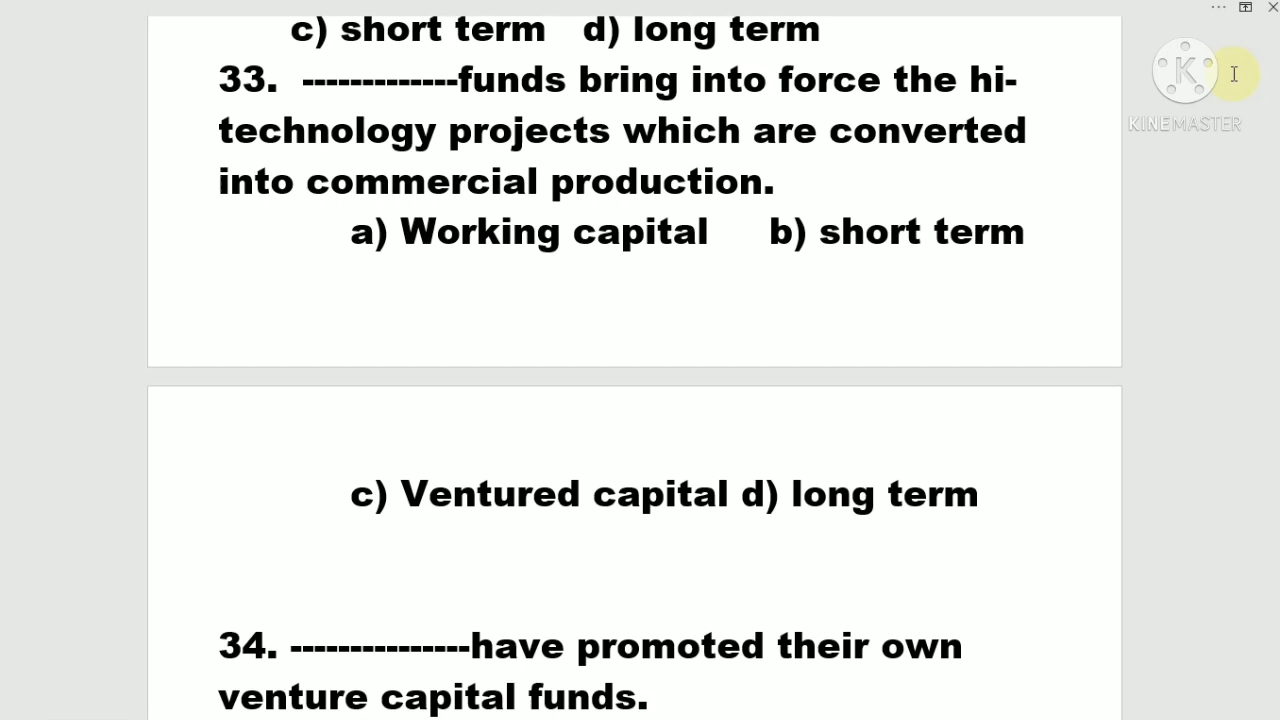 c) short term d) long term
33. -------------funds bring into force the hi-
technology projects which are converted
into commercial production.
a) Working capital b) short term
c) Ventured capital d) long term
34. ---------------have promoted their own
venture capital funds.
K
KINEMASTER